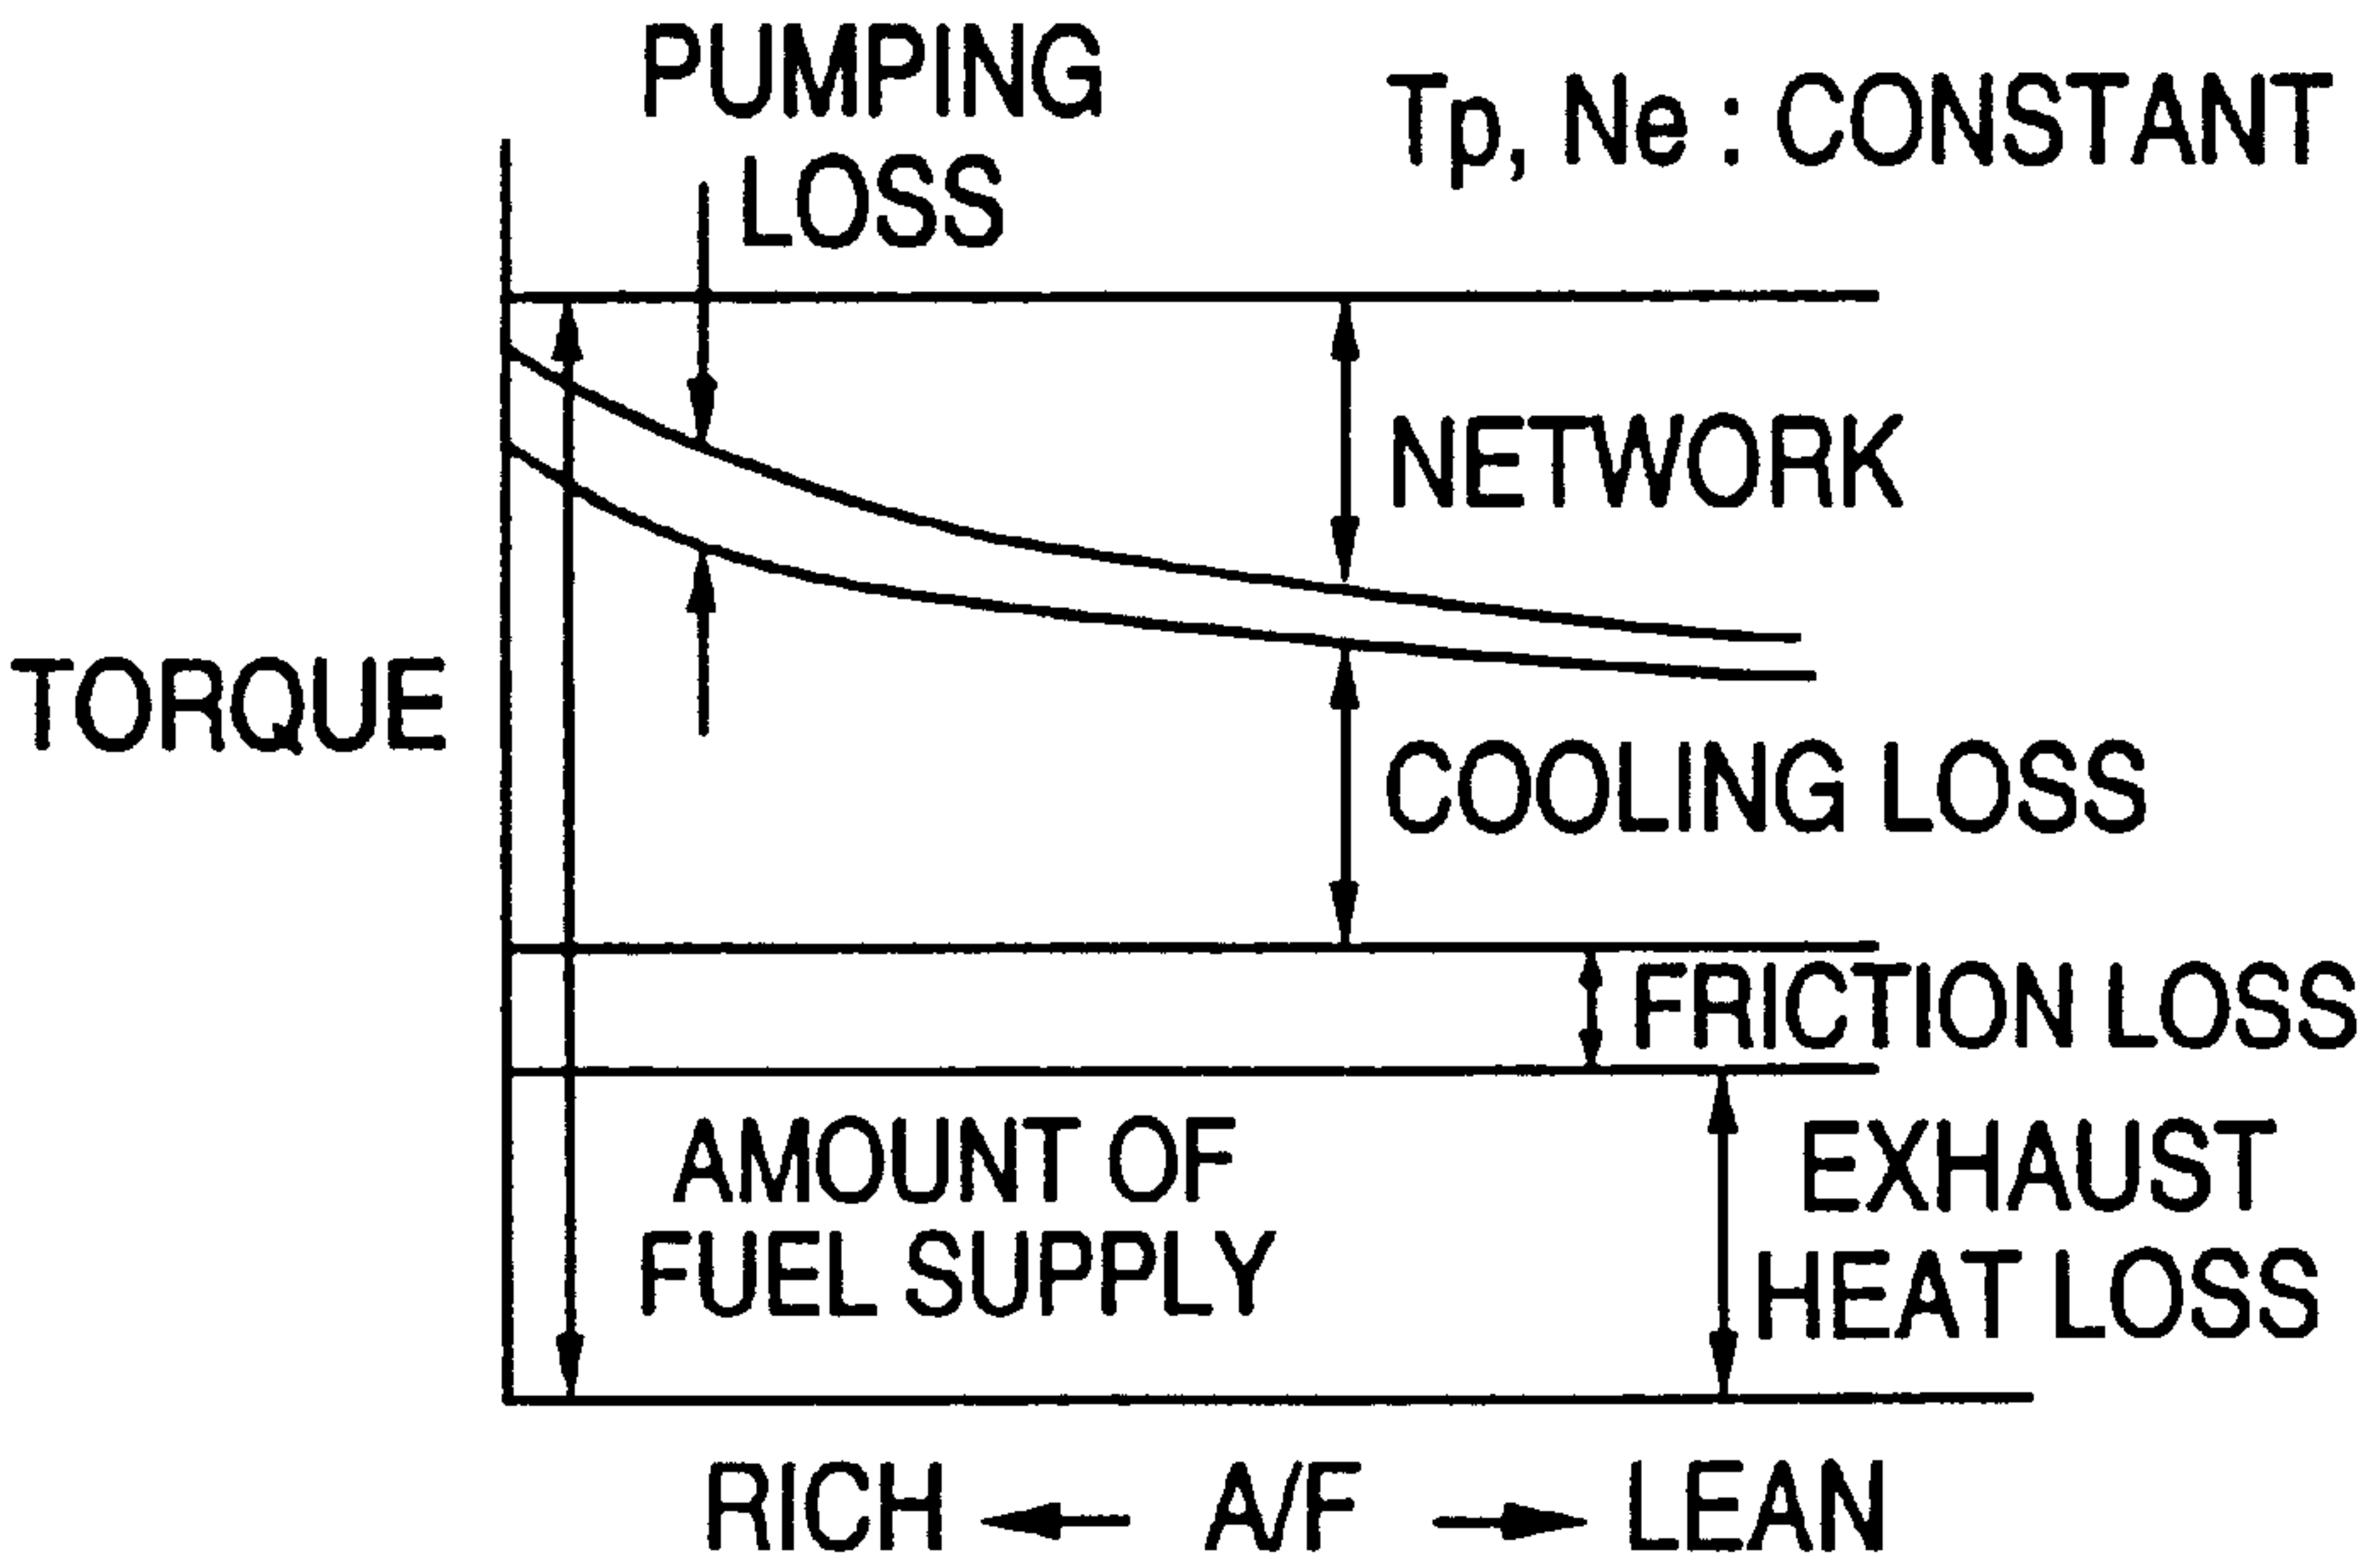 PUMPING
LOSS
Tp, Ne : CONSTANT
NETWORK
TORQUE
COOLING LOSS
FRICTION LOSS
AMOUNT OF
FUEL SUPPLY
EXHAUST
HEAT LOSS
RICH A/F LEAN